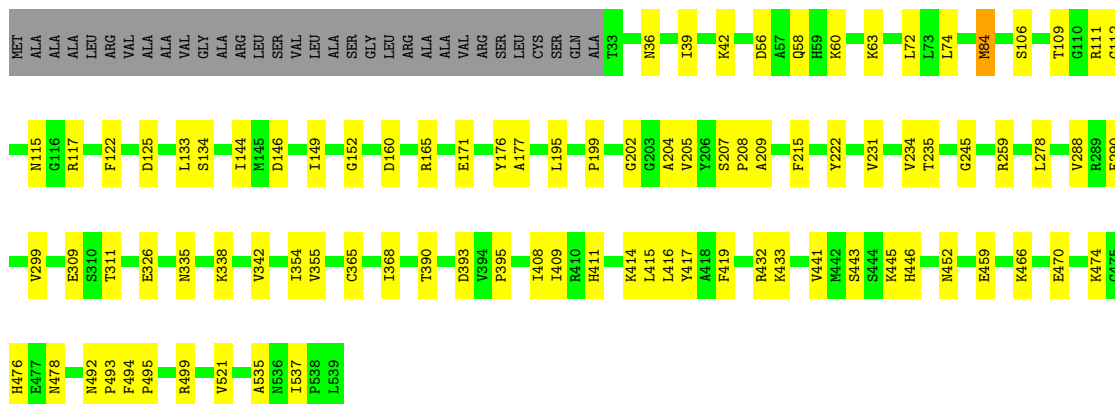 MET ALA ALA ALA LEU ARG VAL ALA ALA VAL GLY ALA ARG LEU SER VAL LEU ALA SER GLY LEU ARG ALA ALA VAL ARG SER LEU CYS SER GLN ALA T33 N36 I39 K42 D56 A57 Q58 H59 K60 K63 L72 L73 L74 M84 S106 T109 G110 R111
N115 G116 R117 F122 D125 L133 S134 I144 M145 D146 I149 G152 D160 R165 E171 Y176 A177 L195 P199 G202 G203 A204 V205 Y206 S207 P208 A209 F215 Y222 V231 V234 T235 G245 R259 L278 V288 R289
V299 E309 S310 T311 E326 N335 K338 V342 I354 V355 C365 I368 T390 D393 V394 P395 I408 I409 R410 H411 K414 L415 L416 Y417 A418 F419 R432 K433 V441 M442 S443 S444 K445 H446 N452 E459 K466 E470 K474
H476 E477 N478 N492 P493 F494 P495 R499 V521 A535 N536 I537 P538 L539